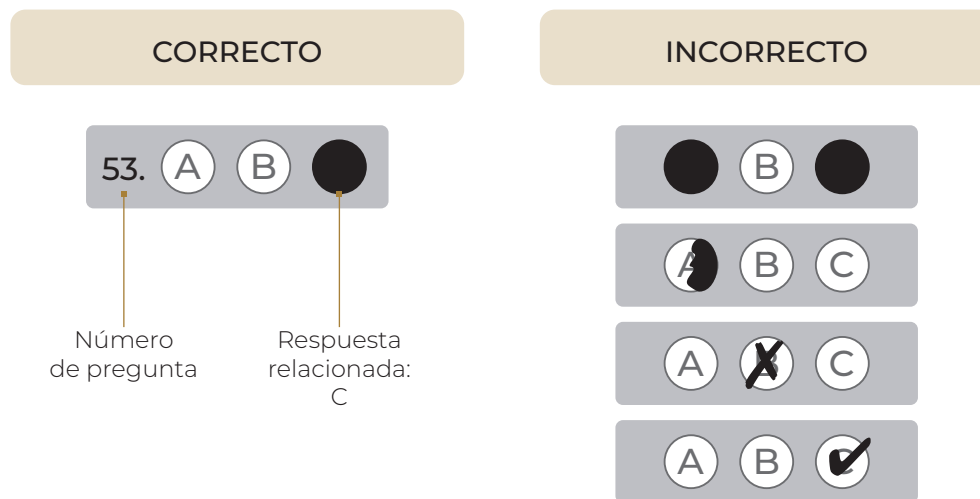 CORRECTO
INCORRECTO
53. A B
Número
de pregunta
Respuesta
relacionada:
C
B
A B C
A B C
A B C